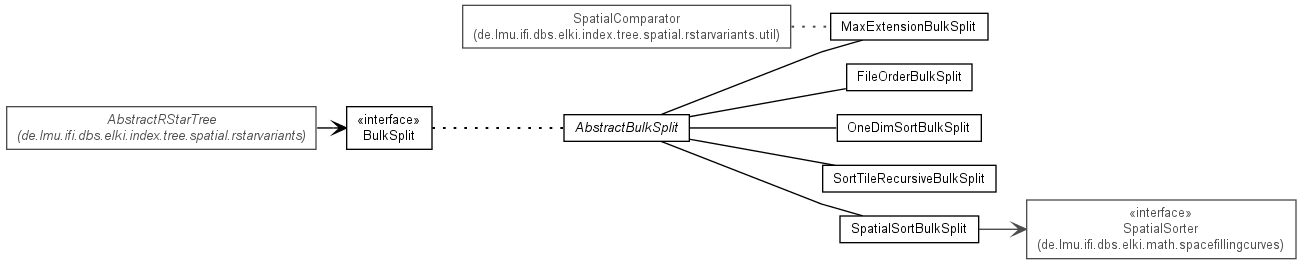 SpatialComparator
(de.lmu.ifi.dbs.elki.index.tree.spatial.rstarvariants.util)
MaxExtensionBulkSplit
FileOrderBulkSplit
AbstractRStarTree
(de.lmu.ifi.dbs.elki.index.tree.spatial.rstarvariants)
«interface»
BulkSplit
AbstractBulkSplit
OneDimSortBulkSplit
SortTileRecursiveBulkSplit
SpatialSortBulkSplit
«interface»
SpatialSorter
(de.lmu.ifi.dbs.elki.math.spacefillingcurves)